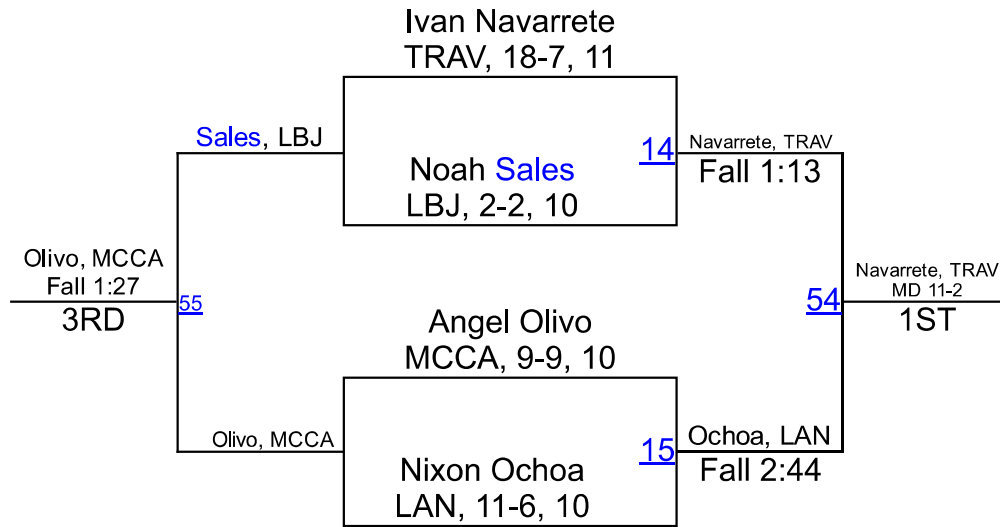 Ivan Navarrete
TRAV, 18-7, 11
Sales, LBJ
14
Navarrete, TRAV
Fall 1:13
Noah Sales
LBJ, 2-2, 10
Olivo, MCCA
Fall 1:27
3RD
55
54
Navarrete, TRAV
MD 11-2
1ST
Angel Olivo
MCCA, 9-9, 10
Olivo, MCCA
15
Ochoa, LAN
Fall 2:44
Nixon Ochoa
LAN, 11-6, 10